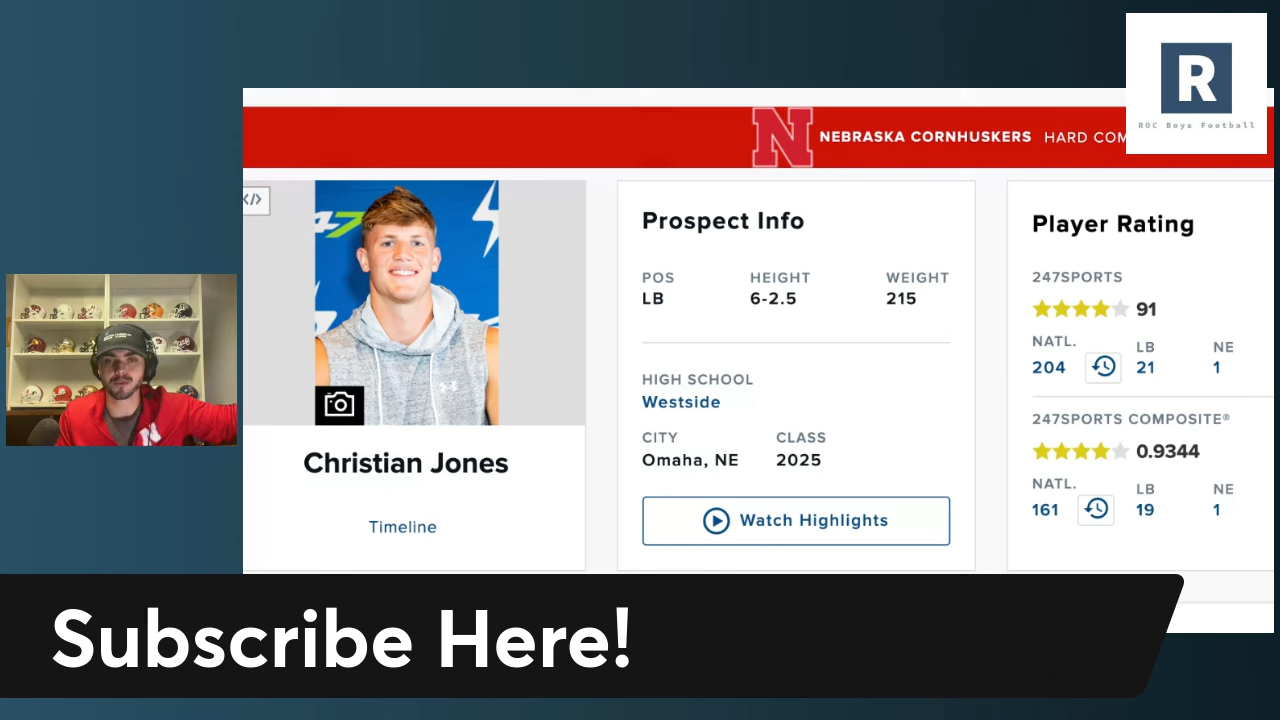 R
ROC Boys Football
N NEBRASKA CORNHUSKERS HARD COM
</>
47
Christian Jones
Timeline
Prospect Info
POS HEIGHT WEIGHT
LB 6-2.5 215
HIGH SCHOOL
Westside
CITY CLASS
Omaha, NE 2025
Watch Highlights
Player Rating
247SPORTS
91
NATL. LB NE
204 21 1
247SPORTS COMPOSITE®
0.9344
NATL. LB NE
161 19 1
N
Subscribe Here!